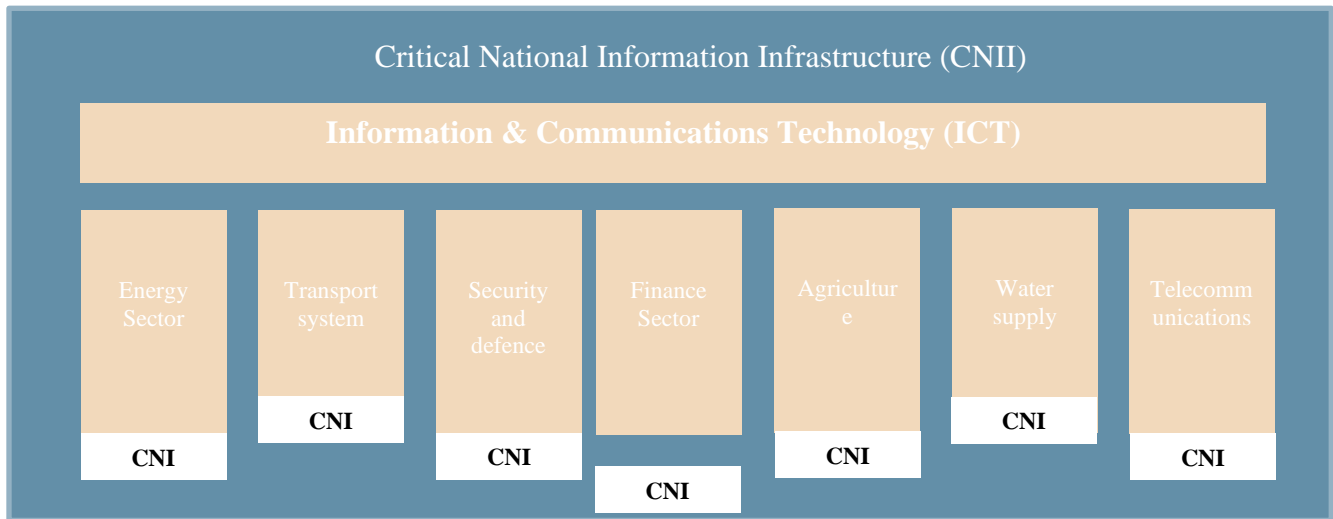 Critical National Information Infrastructure (CNII)
Information & Communications Technology (ICT)
Energy
Sector
Transport
system
Security
and
defence
Finance
Sector
Agricultur
e
Water
supply
Telecomm
unications
CNI
CNI
CNI
CNI
CNI
CNI
CNI